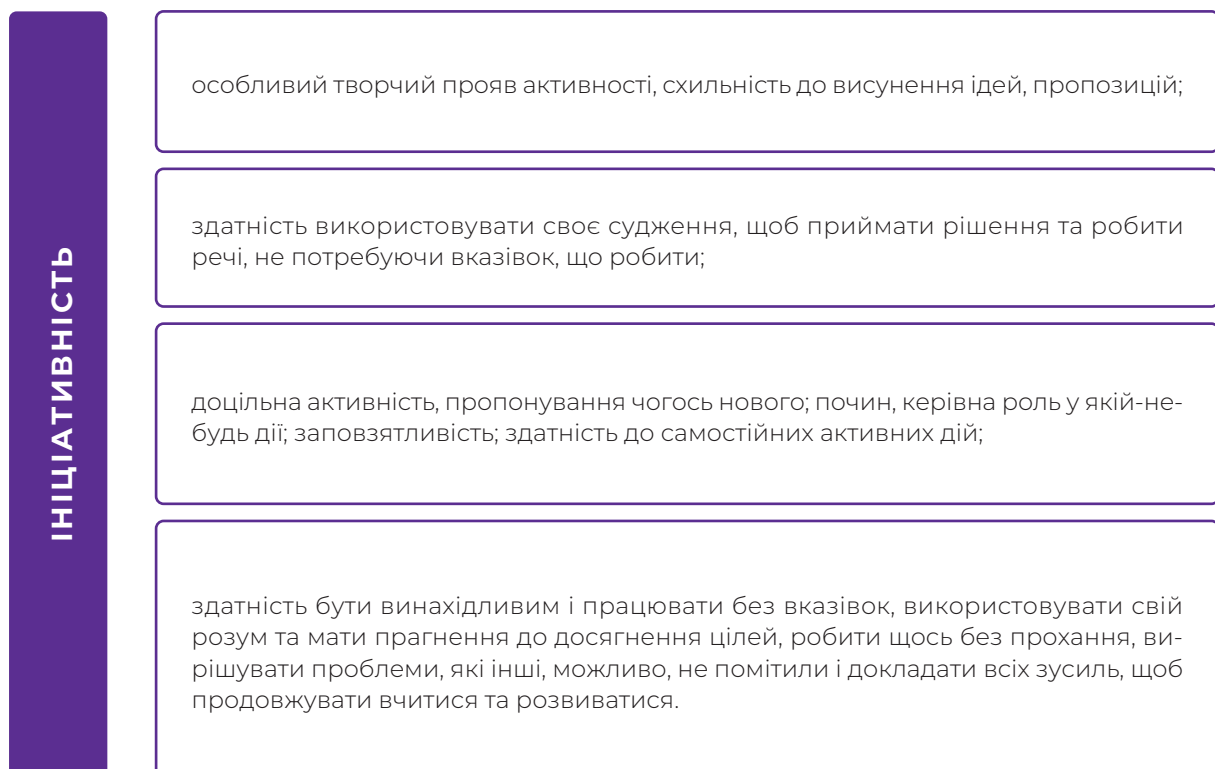 ІНІЦІАТИВНІСТЬ
особливий творчий прояв активності, схильність до висунення ідей, пропозицій;
здатність використовувати своє судження, щоб приймати рішення та робити
речі, не потребуючи вказівок, що робити;
доцільна активність, пропонування чогось нового; почин, керівна роль у якій-не-
будь дії; заповзятливість; здатність до самостійних активних дій;
здатність бути винахідливим і працювати без вказівок, використовувати свій
розум та мати прагнення до досягнення цілей, робити щось без прохання, ви-
рішувати проблеми, які інші, можливо, не помітили і докладати всіх зусиль, щоб
продовжувати вчитися та розвиватися.